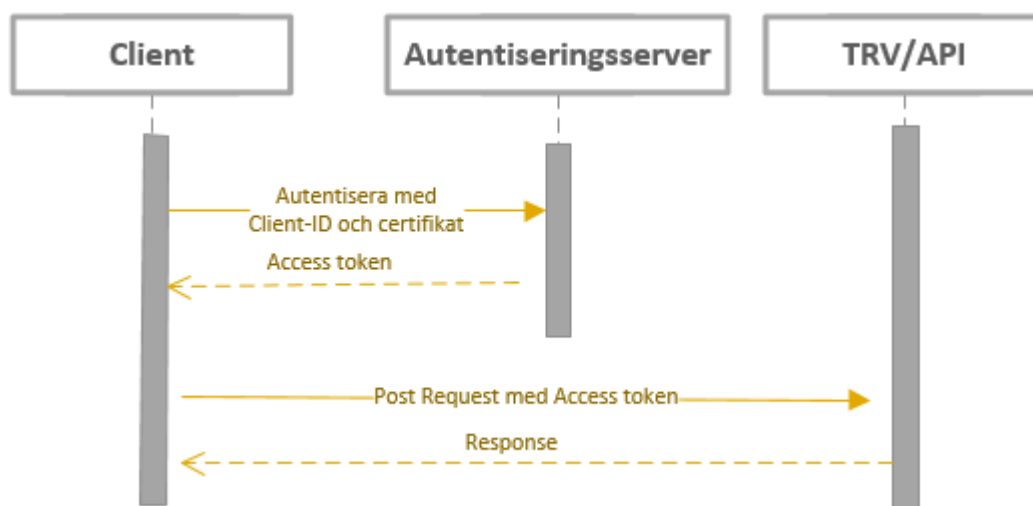 Client
Autentiseringsserver
TRV/API
Autentisera med
Client-ID och certifikat
Access token
Post Request med Access token
Response